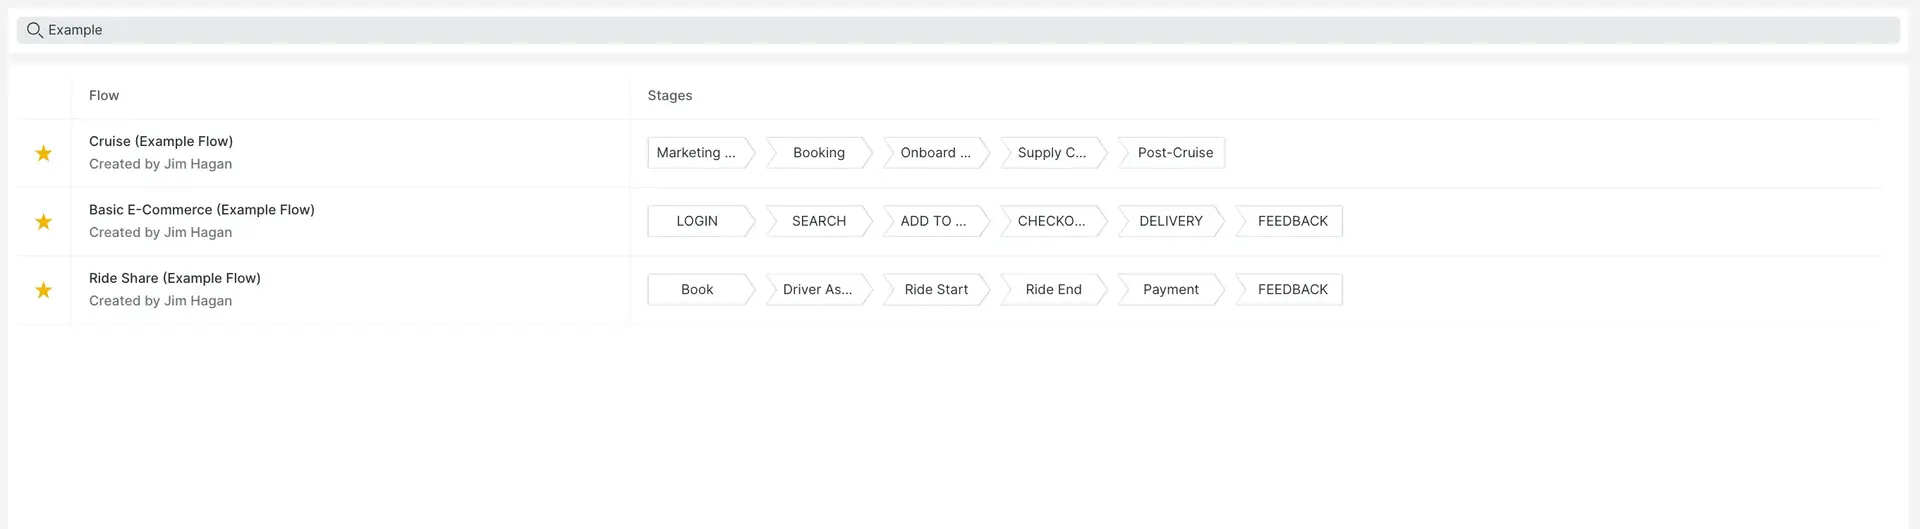 Example
Flow Stages
Cruise (Example Flow)
Created by Jim Hagan
Marketing ... Booking Onboard ... Supply C... Post-Cruise
Basic E-Commerce (Example Flow)
Created by Jim Hagan
LOGIN SEARCH ADD TO ... CHECKO... DELIVERY FEEDBACK
Ride Share (Example Flow)
Created by Jim Hagan
Book Driver As... Ride Start Ride End Payment FEEDBACK